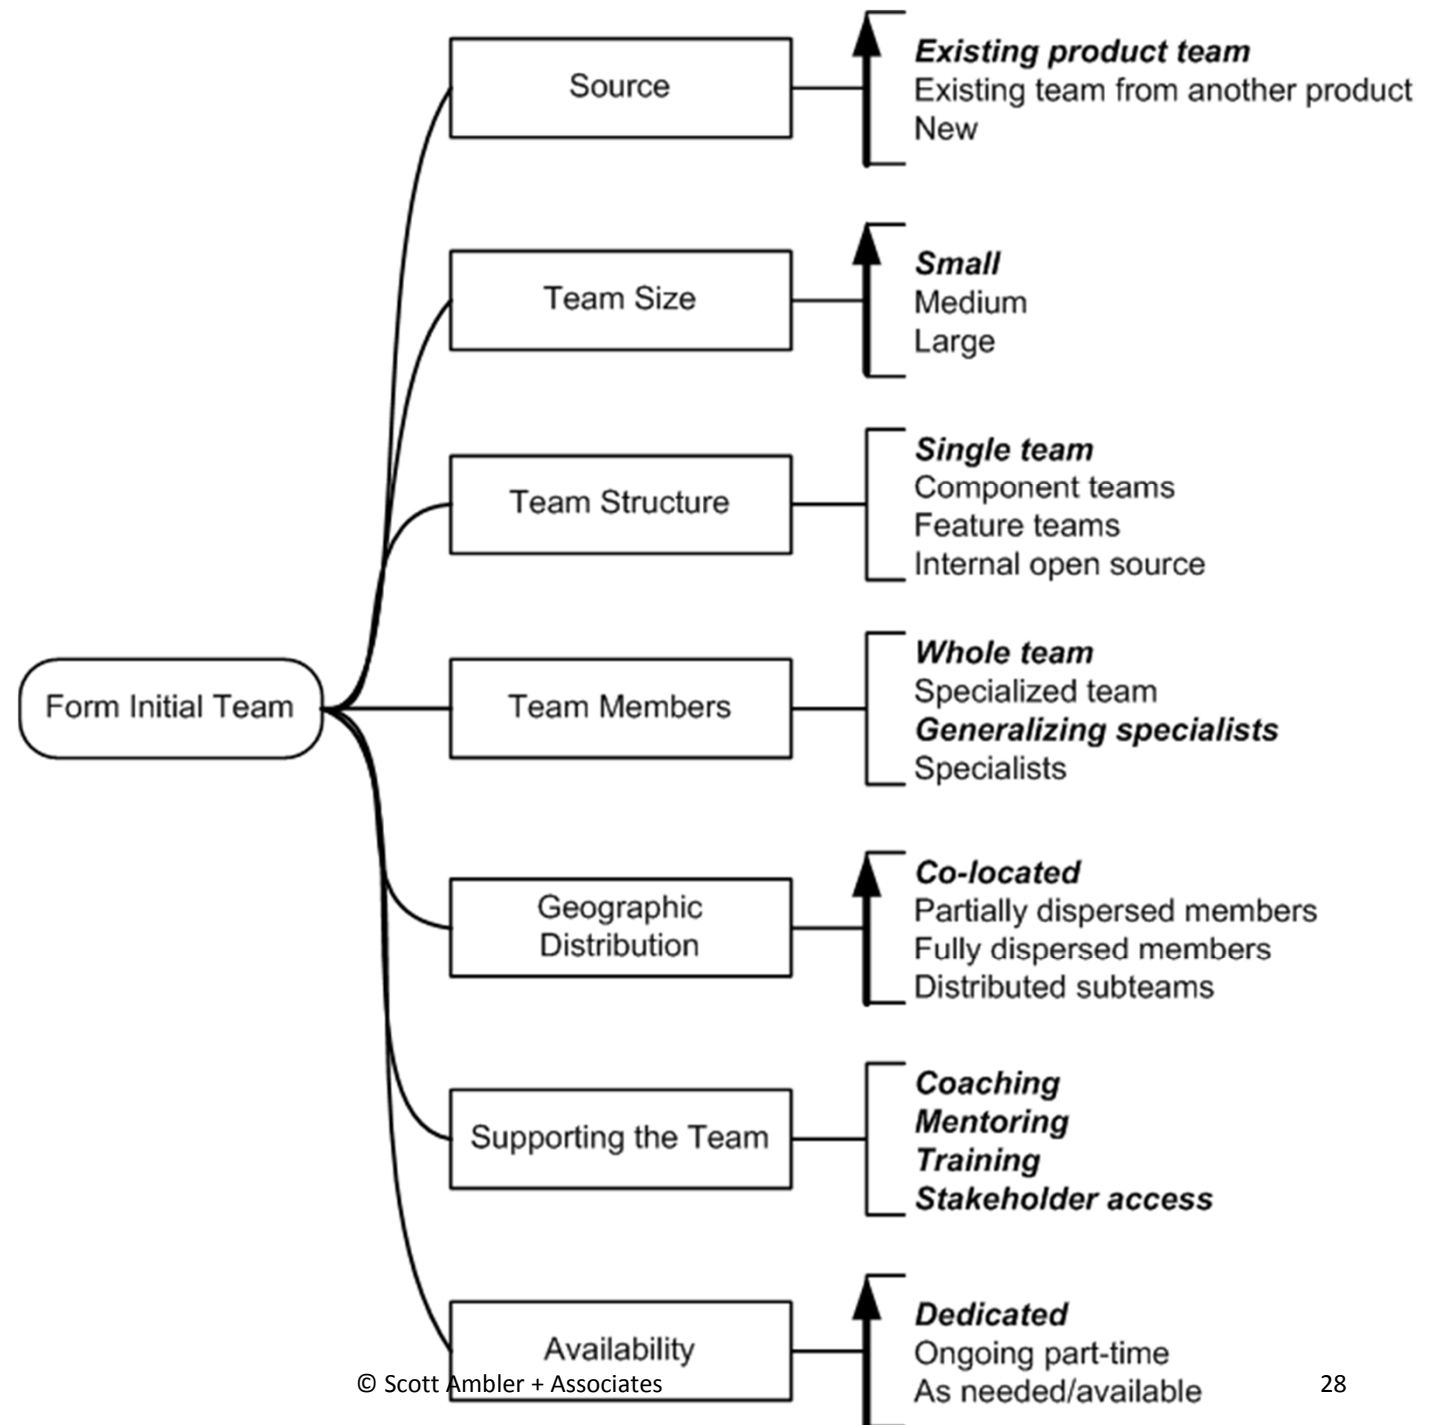 Form Initial Team
Source
Existing product team
Existing team from another product
New
Team Size
Small
Medium
Large
Team Structure
Single team
Component teams
Feature teams
Internal open source
Team Members
Whole team
Specialized team
Generalizing specialists
Specialists
Geographic
Distribution
Co-located
Partially dispersed members
Fully dispersed members
Distributed subteams
Supporting the Team
Coaching
Mentoring
Training
Stakeholder access
Availability
Dedicated
Ongoing part-time
As needed/available
© Scott Ambler + Associates
28